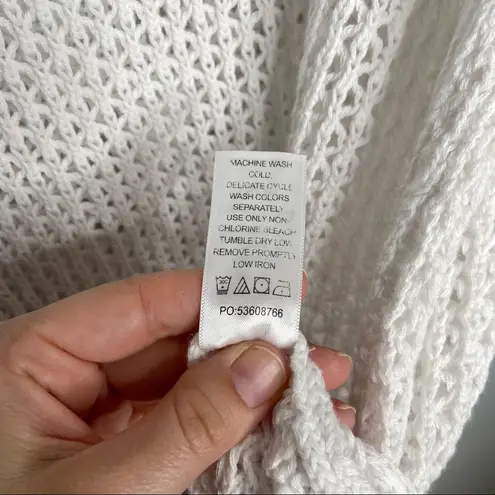 MACHINE WASH
COLD,
DELICATE CYCLE
WASH COLORS
SEPARATELY
USE ONLY NON-
CHLORINE BLEACH
TUMBLE DRY LOW
REMOVE PROMPTLY
LOW IRON
PO:53608766